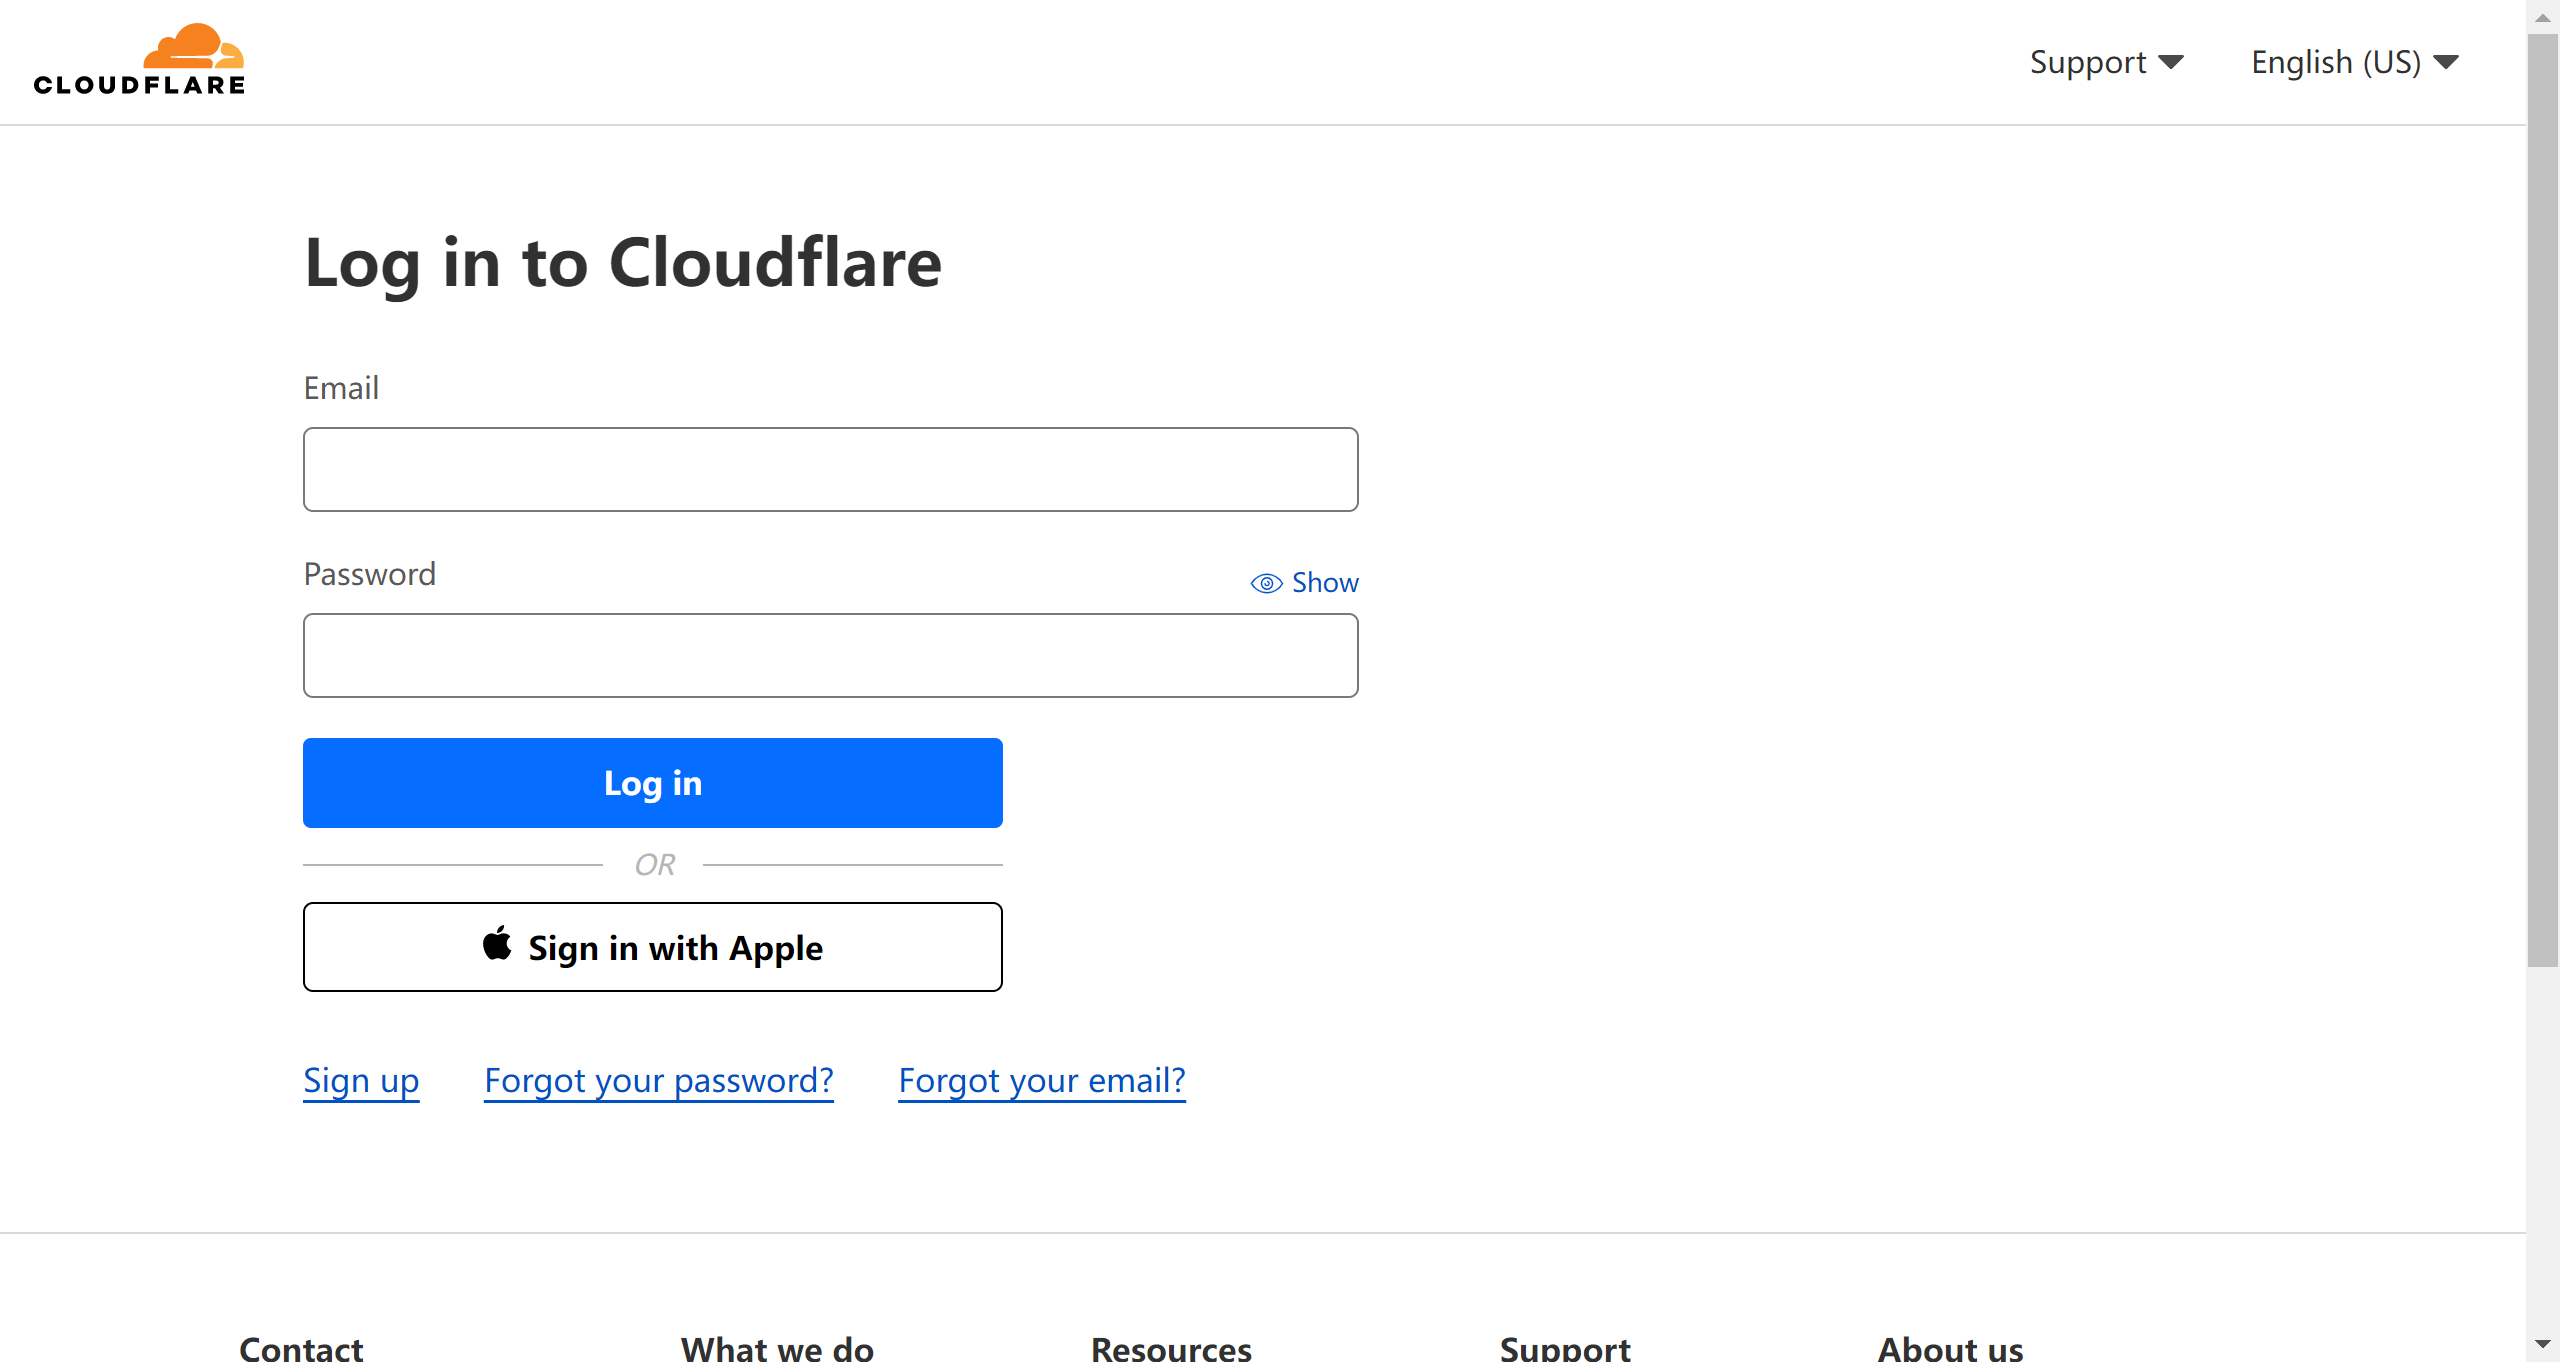 CLOUDFLARE
Support
English (US)
Log in to Cloudflare
Email
Password
Show
Log in
OR
Sign in with Apple
Sign up
Forgot your password?
Forgot your email?
Contact
What we do
Resources
Support
About us